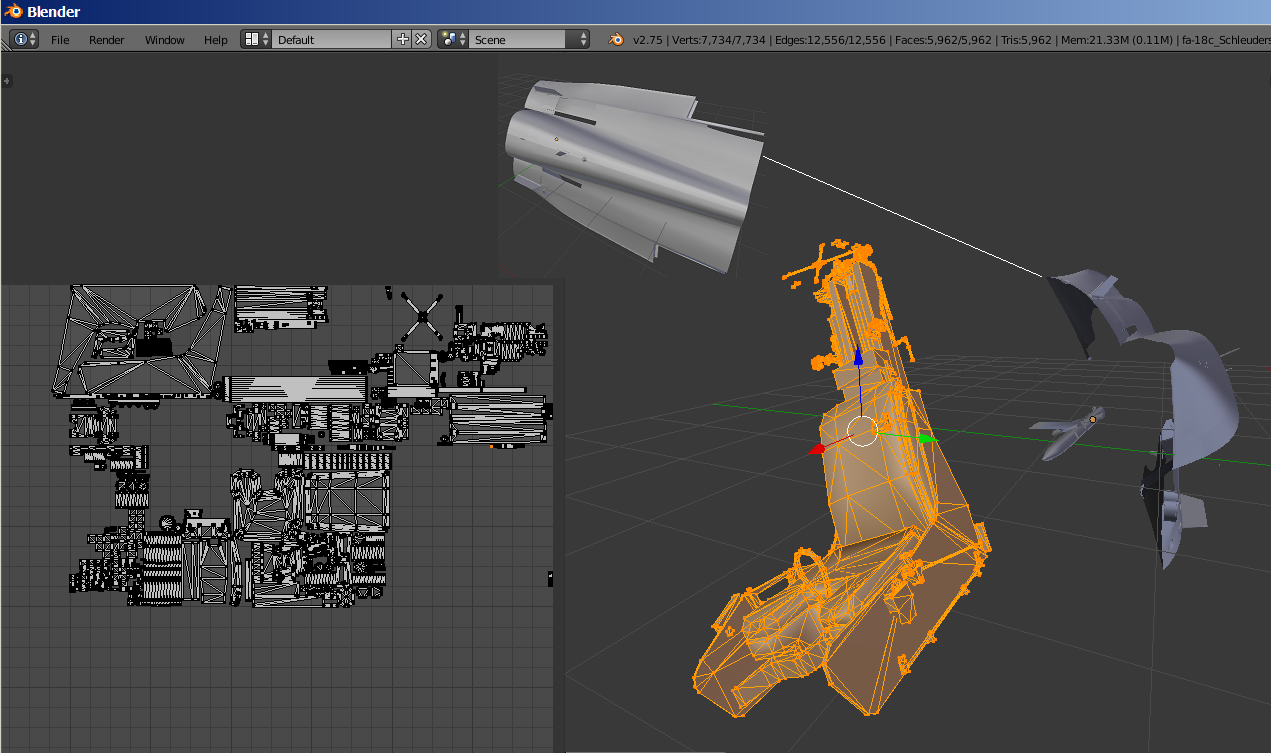 Blender
File Render Window Help Default Scene v2.75 | Verts:7,734/7,734 | Edges:12,556/12,556 | Faces:5,962/5,962 | Tris:5,962 | Mem:21.33M (0.11M) | fa-18c_Schleuders